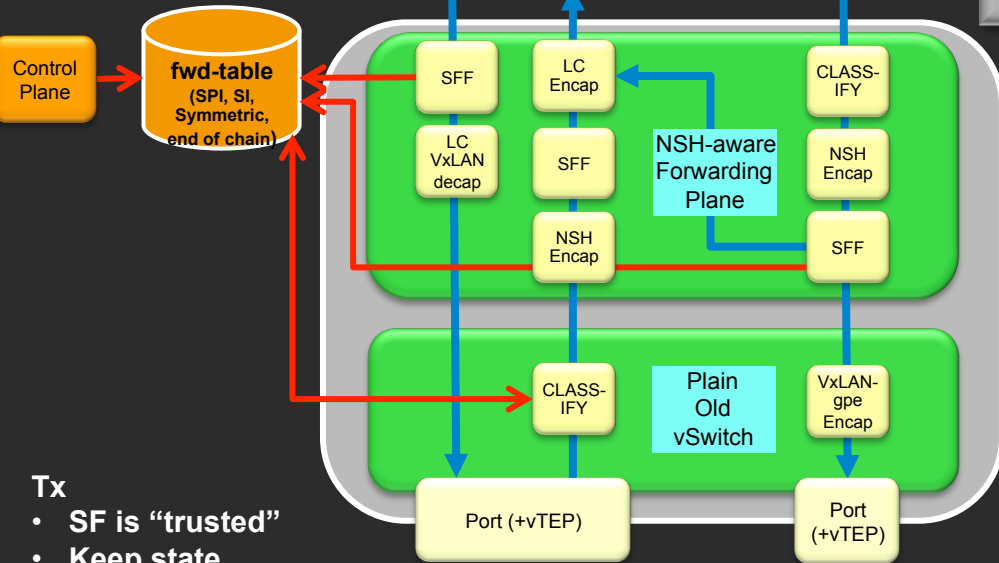 Control
Plane
fwd-table
(SPI, SI,
Symmetric,
end of chain)
SFF
LC
VxLAN
decap
LC
Encap
SFF
NSH
Encap
NSH-aware
Forwarding
Plane
CLASS-
IFY
NSH
Encap
SFF
CLASS-
IFY
Plain
Old
vSwitch
VxLAN-
gpe
Encap
Port (+vTEP)
Port
(+vTEP)
Tx
• SF is “trusted”
• Keep state